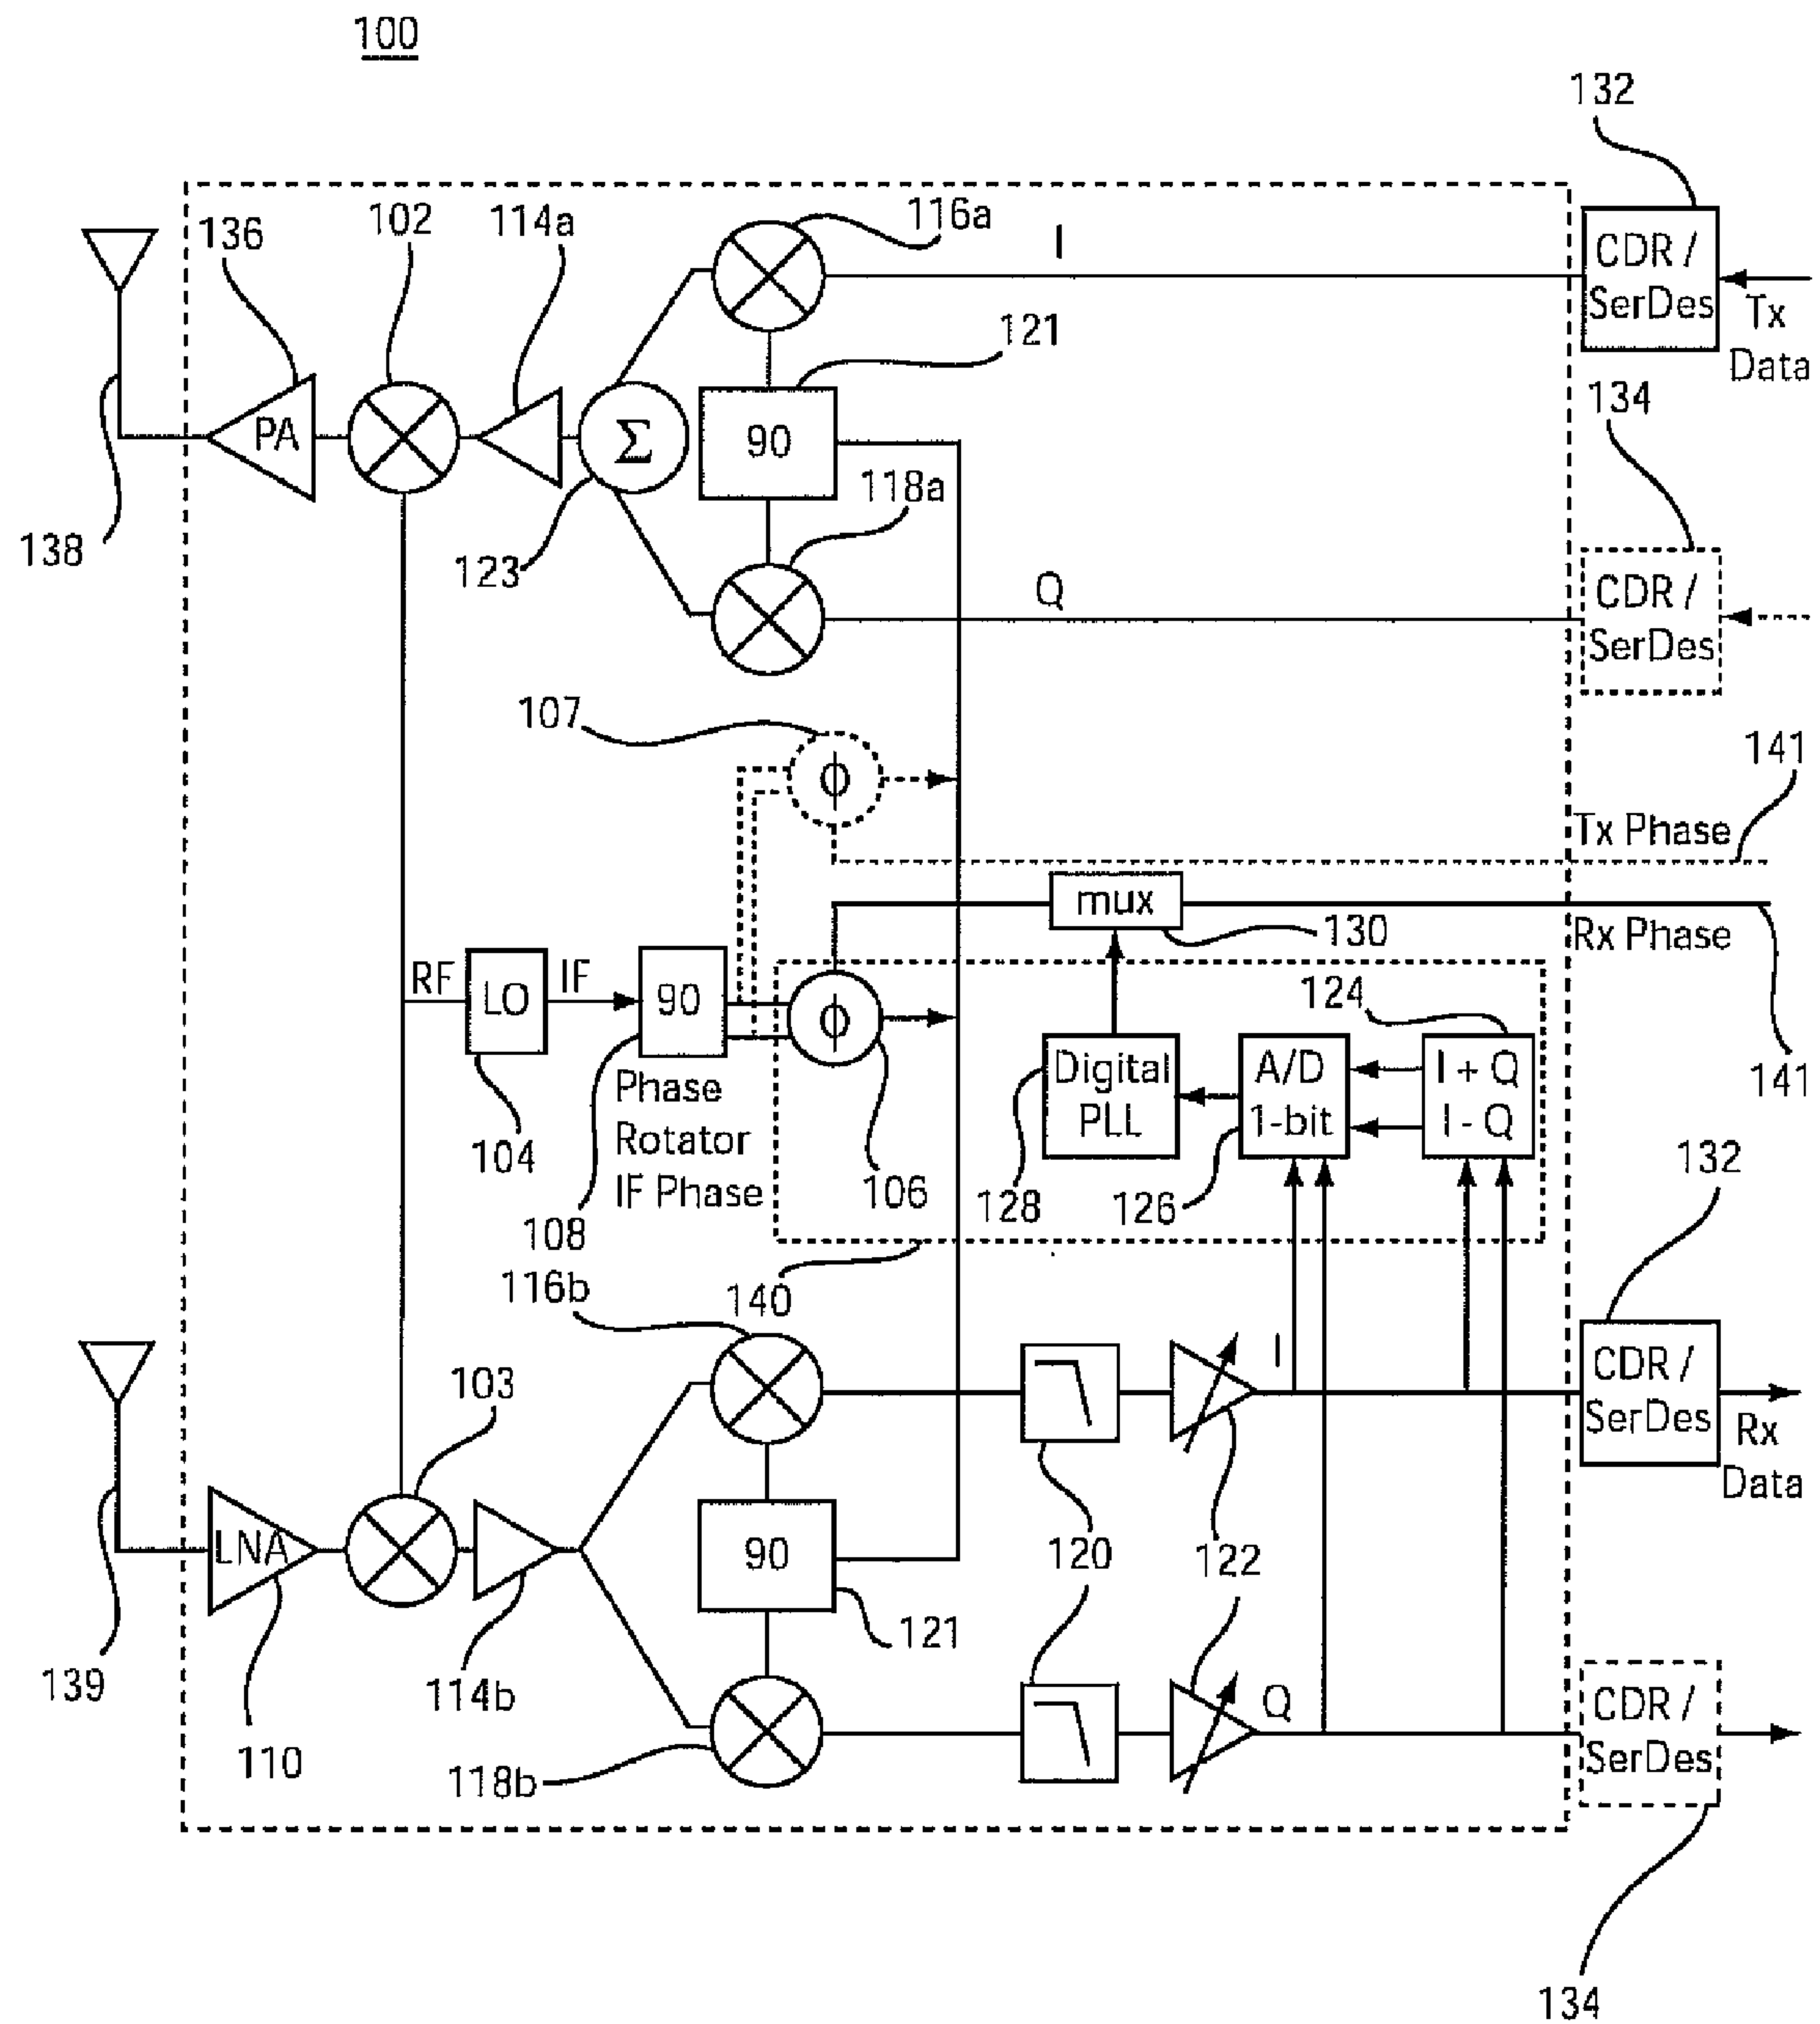 100
132
102
114a
116a
136
I
CDR /
SerDes
Tx
Data
121
134
PA
Σ
90
118a
138
123
Q
CDR /
SerDes
107
ϕ
141
Tx Phase
mux
130
Rx Phase
RF
LO
IF
90
ϕ
124
141
Digital
PLL
A/D
1-bit
I + Q
I - Q
Phase
Rotator
IF Phase
104
106
128
126
132
108
116b
140
103
I
CDR /
SerDes
Rx
Data
LNA
90
120
122
121
139
114b
110
118b
Q
CDR /
SerDes
134